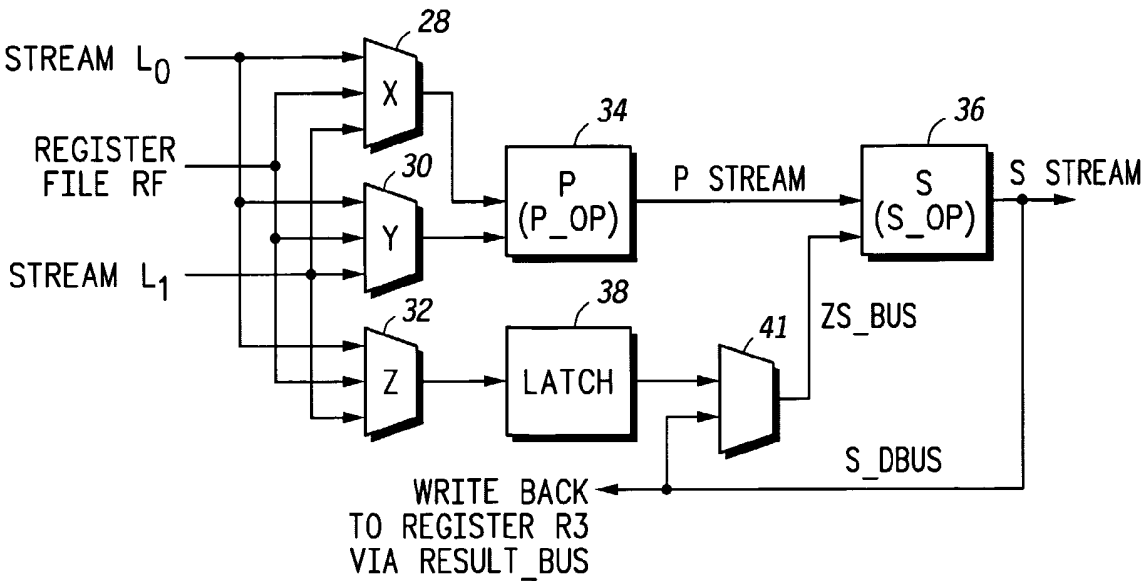 28
STREAM L0
X
REGISTER
FILE RF
30
Y
STREAM L1
32
Z
34
P
(P_OP)
P STREAM
36
S
(S_OP)
S STREAM
38
LATCH
41
ZS_BUS
S_DBUS
WRITE BACK
TO REGISTER R3
VIA RESULT_BUS